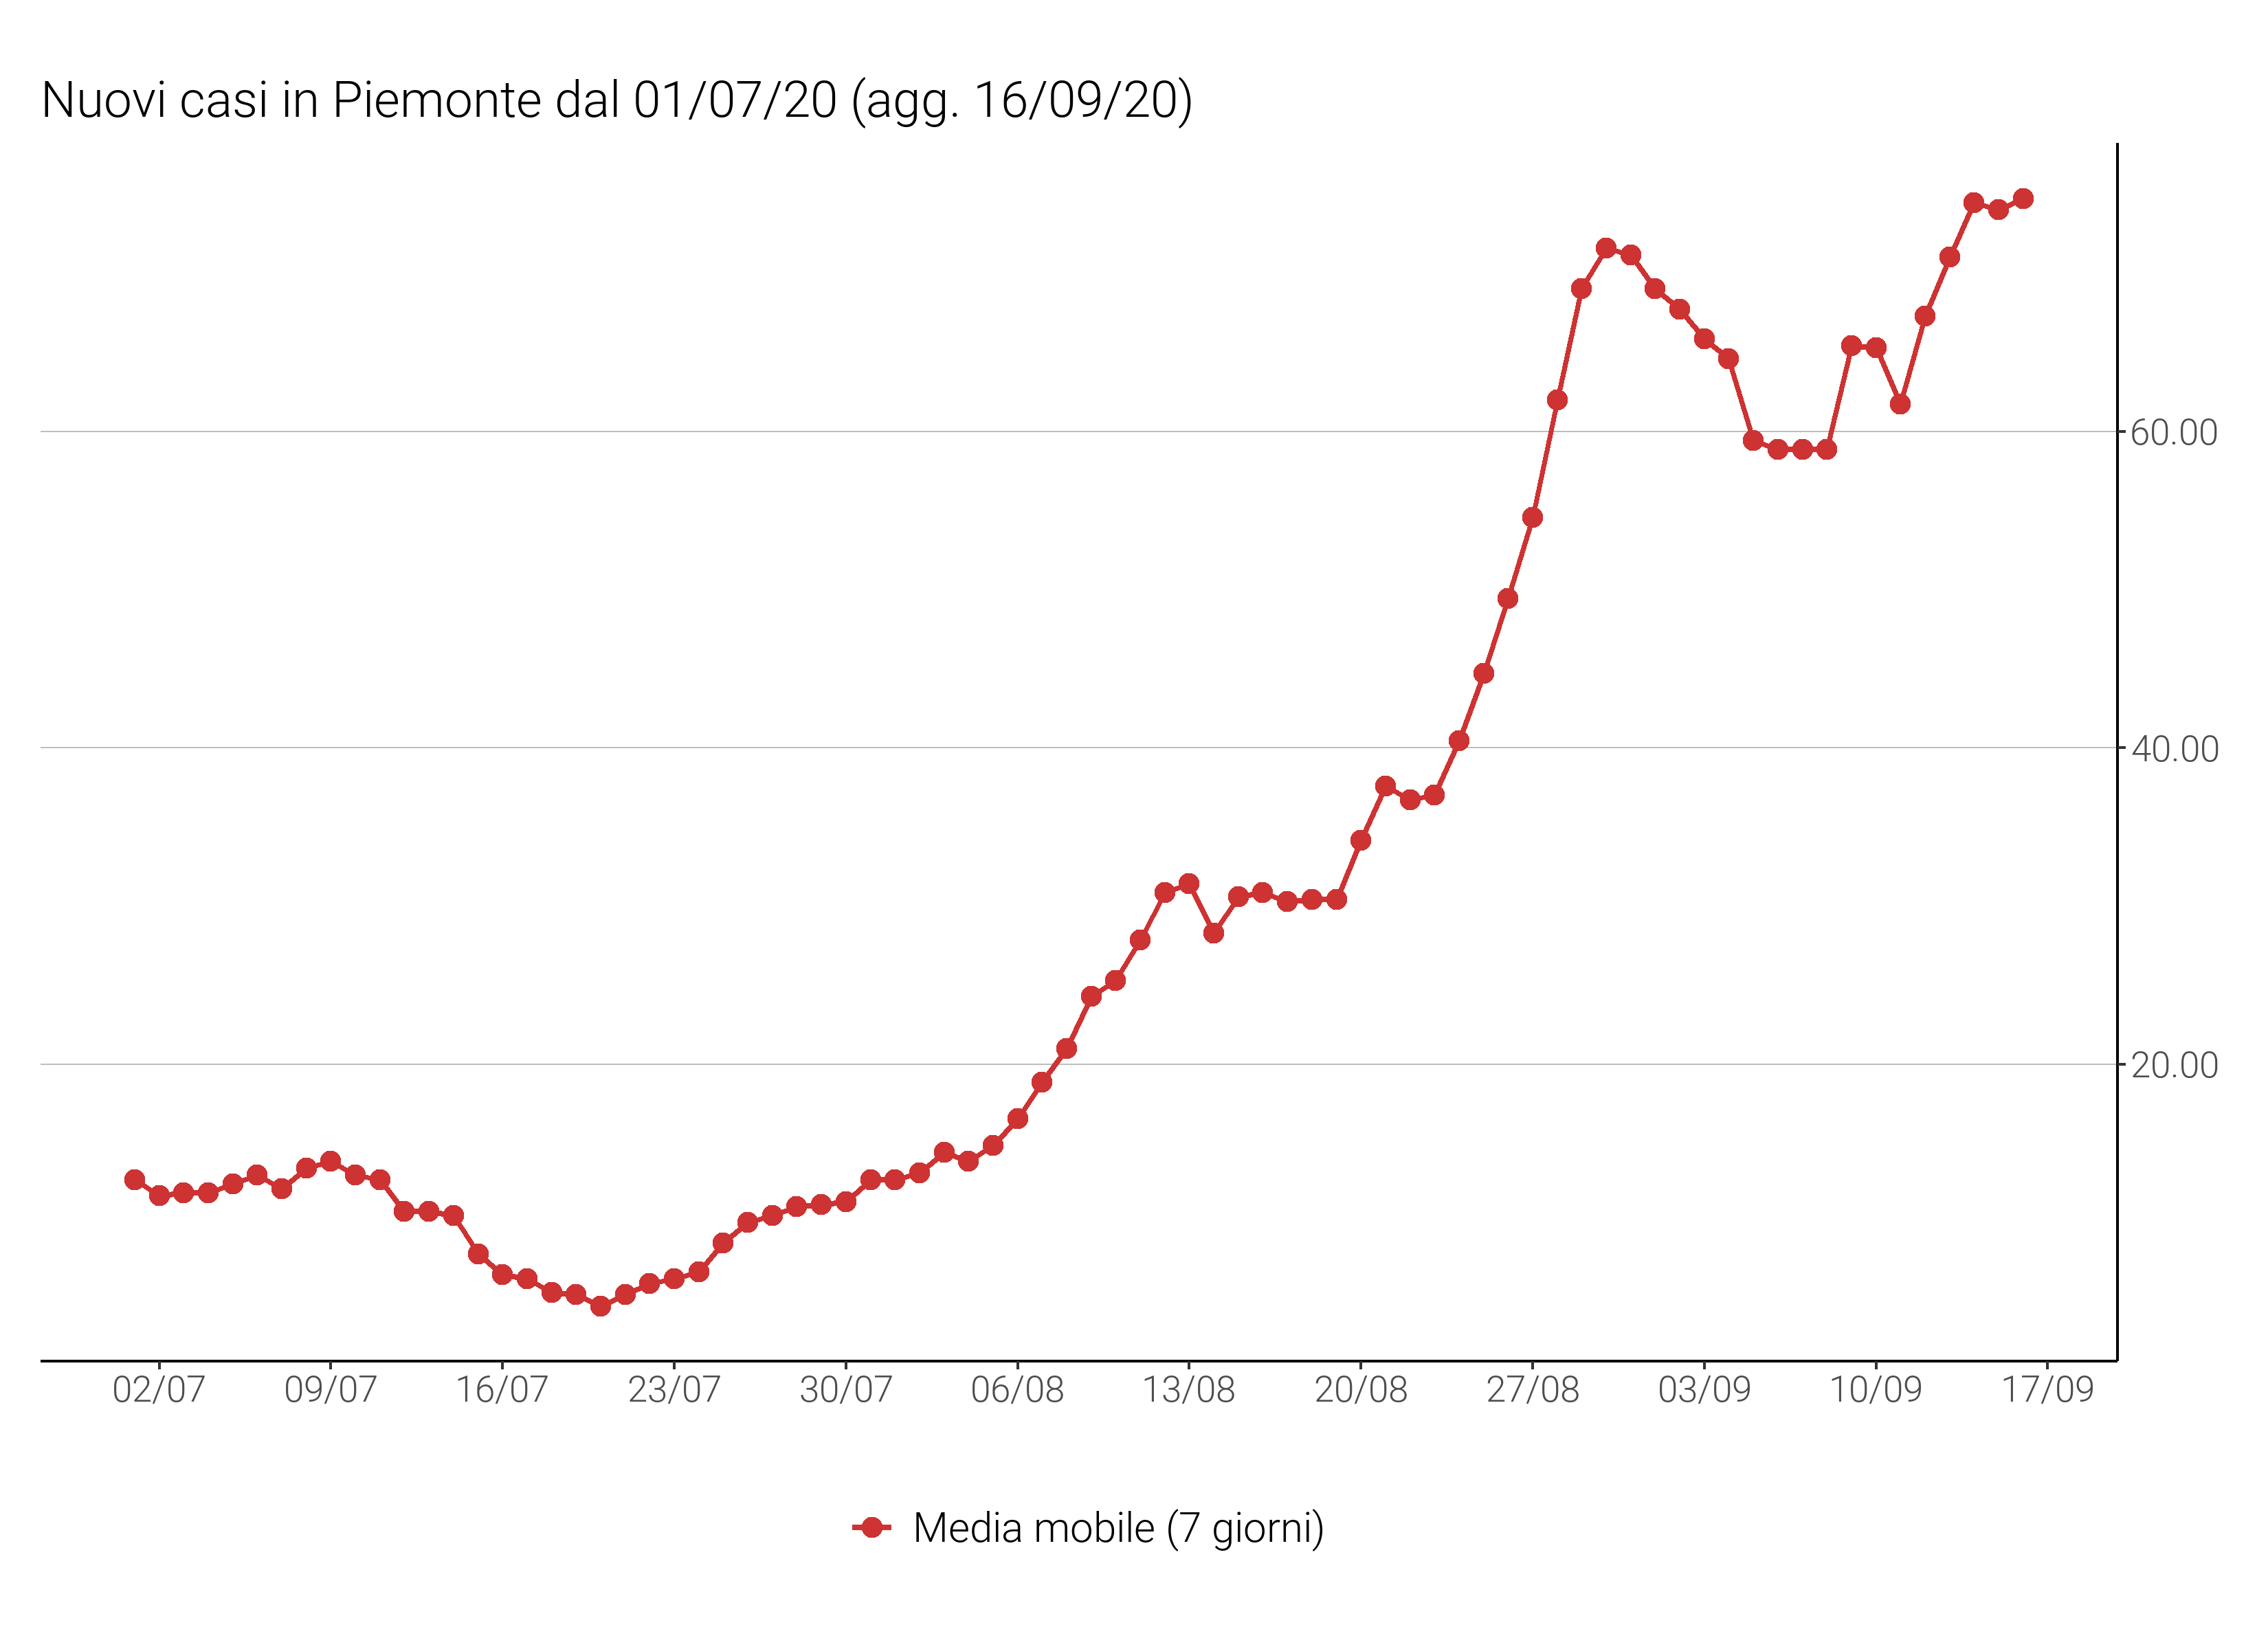 Nuovi casi in Piemonte dal 01/07/20 (agg. 16/09/20)
60.00
40.00
20.00
02/07 09/07 16/07 23/07 30/07 06/08 13/08 20/08 27/08 03/09 10/09 17/09
Media mobile (7 giorni)